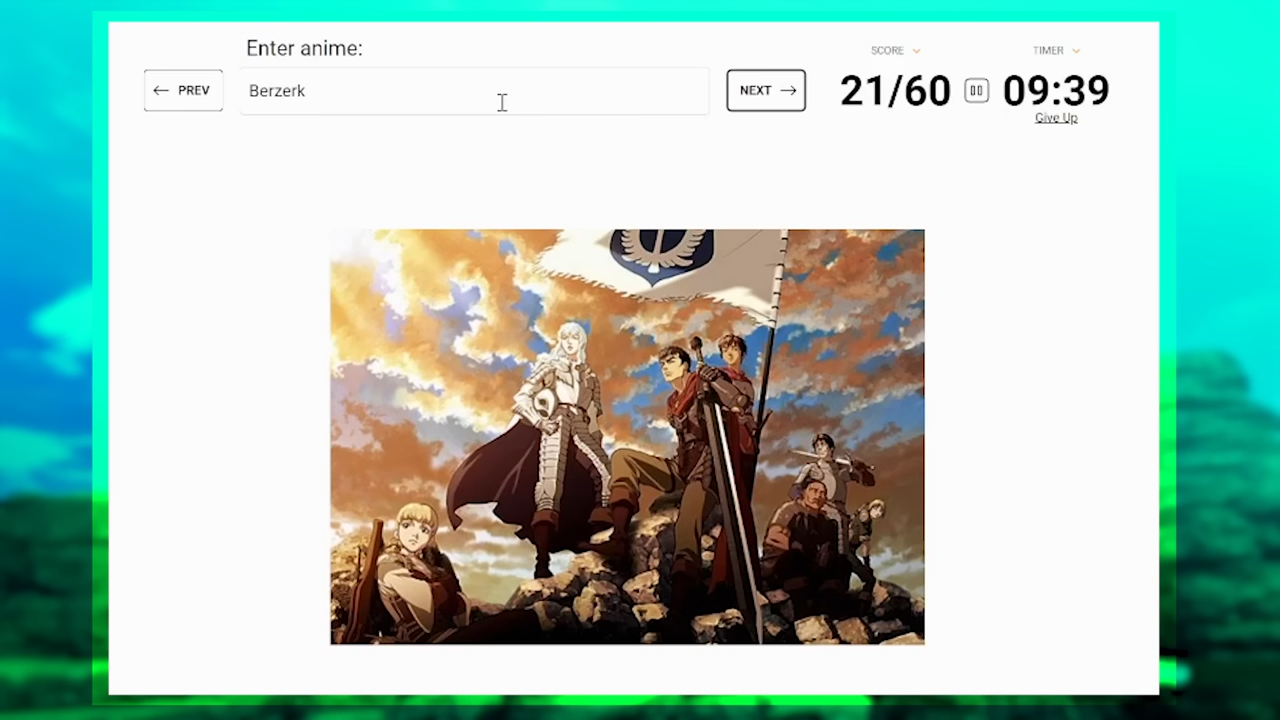 Enter anime:
← PREV
Berzerk
NEXT →
SCORE
21/60
TIMER
09:39
Give Up